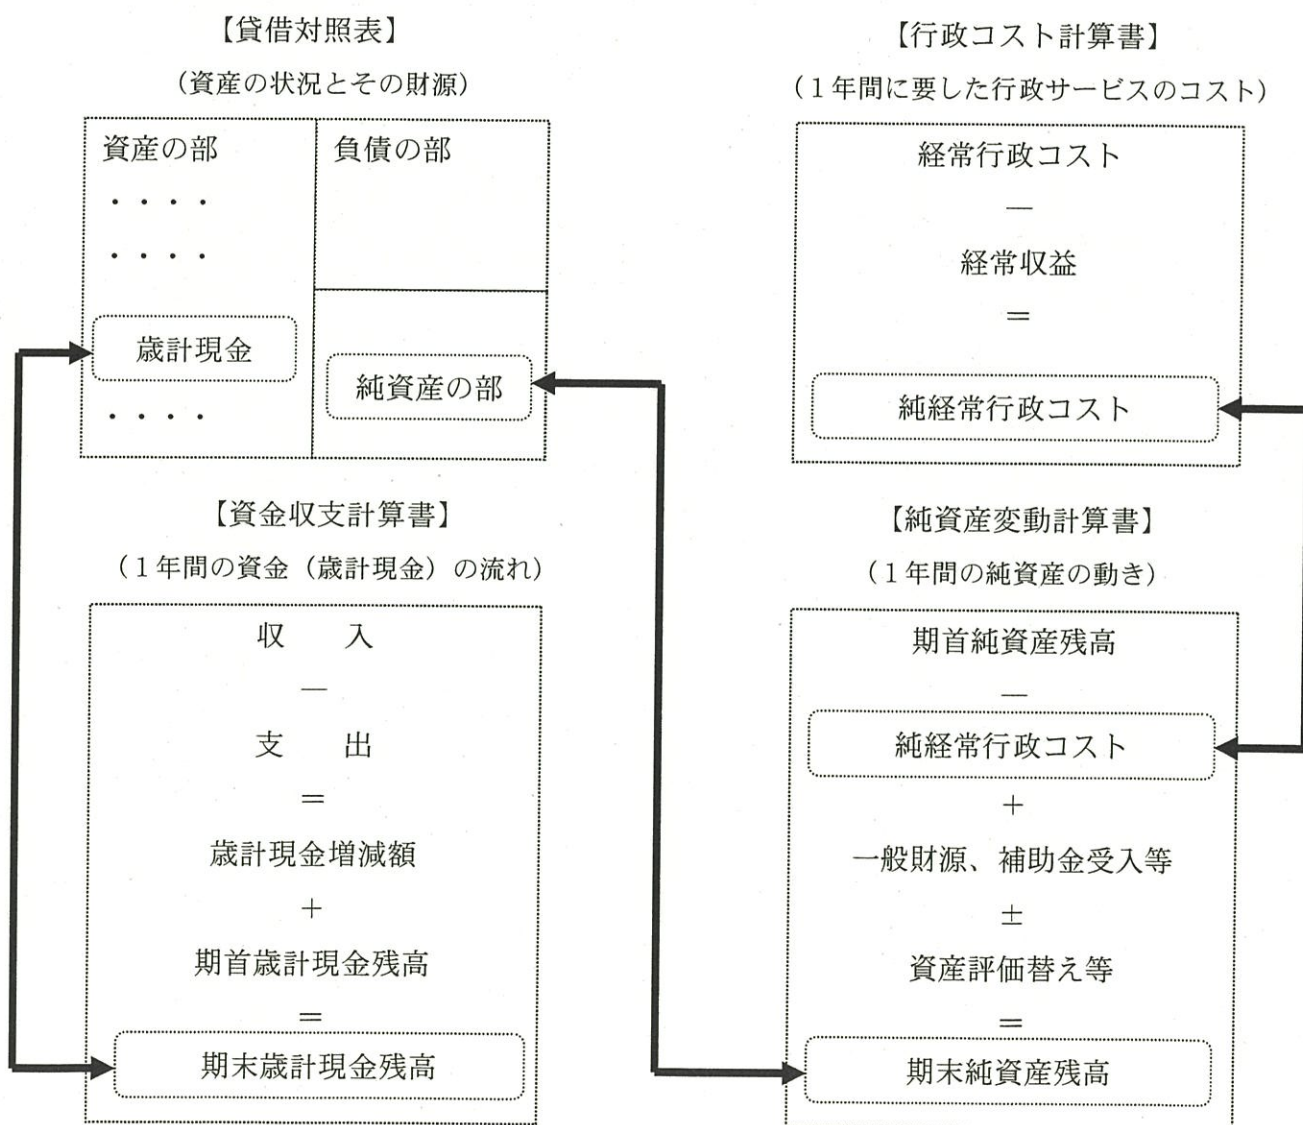 【貸借対照表】
(資産の状況とその財源)
資産の部
・・・・
・・・・
歳計現金
・・・・
負債の部
純資産の部
【行政コスト計算書】
(1年間に要した行政サービスのコスト)
経常行政コスト
―
経常収益
=
純経常行政コスト
【資金収支計算書】
(1年間の資金(歳計現金)の流れ)
収 入
―
支 出
=
歳計現金増減額
+
期首歳計現金残高
=
期末歳計現金残高
【純資産変動計算書】
(1年間の純資産の動き)
期首純資産残高
―
純経常行政コスト
+
一般財源、補助金受入等
±
資産評価替え等
=
期末純資産残高